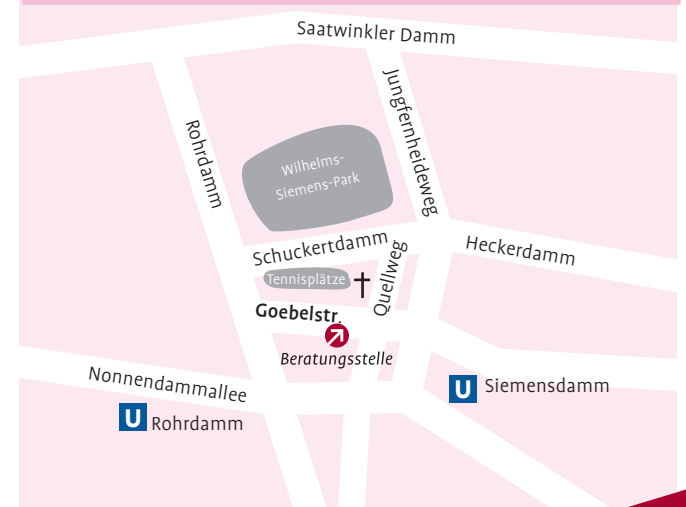 Saatwinkler Damm
Jungfernheideweg
Rohrdamm
Wilhelms-
Siemens-Park
Schuckertdamm
Heckerdamm
Quellweg
Tennisplätze
Goebelstr.
Beratungsstelle
Nonnendammallee
U Siemensdamm
U Rohrdamm